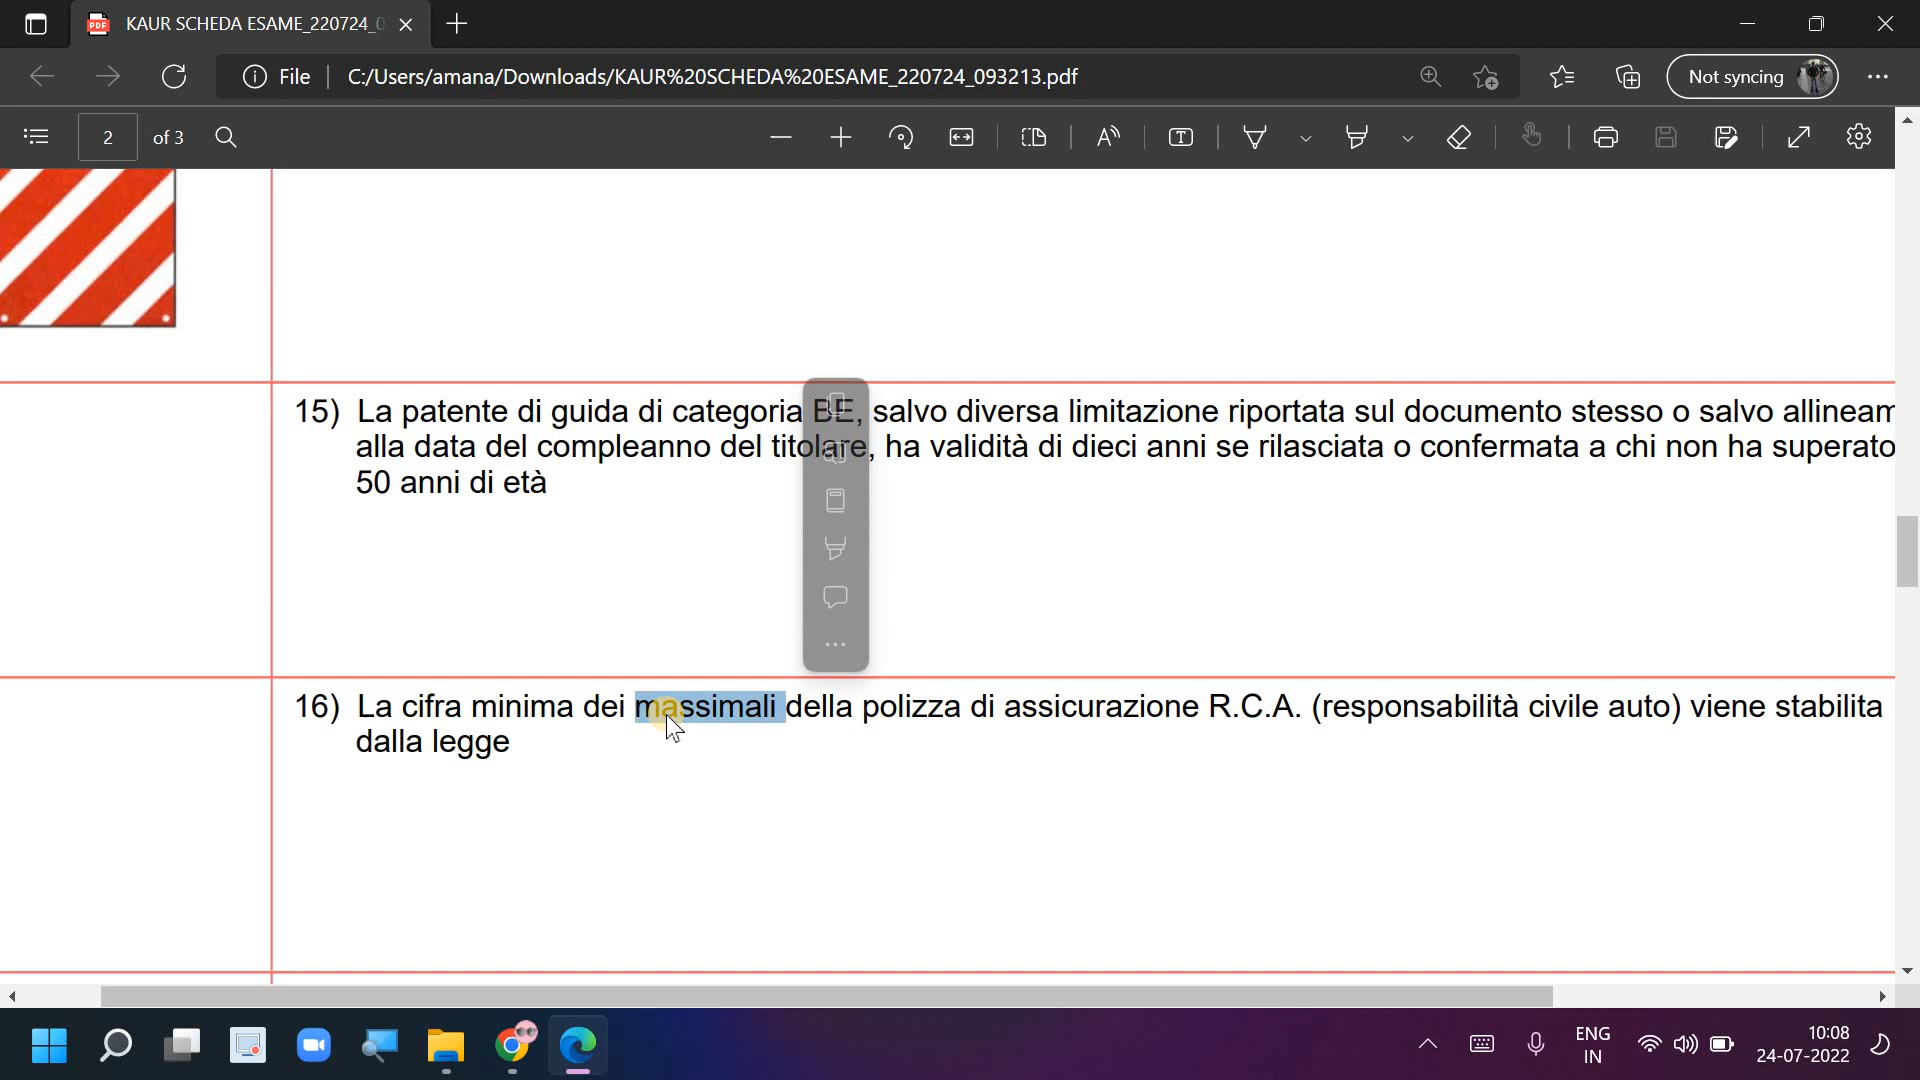 KAUR SCHEDA ESAME_220724_0
File
C:/Users/amana/Downloads/KAUR%20SCHEDA%20ESAME_220724_093213.pdf
Not syncing
2 of 3
15) La patente di guida di categoria BE, salvo diversa limitazione riportata sul documento stesso o salvo allineam
alla data del compleanno del titolare, ha validità di dieci anni se rilasciata o confermata a chi non ha superato
50 anni di età
16) La cifra minima dei massimali della polizza di assicurazione R.C.A. (responsabilità civile auto) viene stabilita
dalla legge
ENG
IN
10:08
24-07-2022